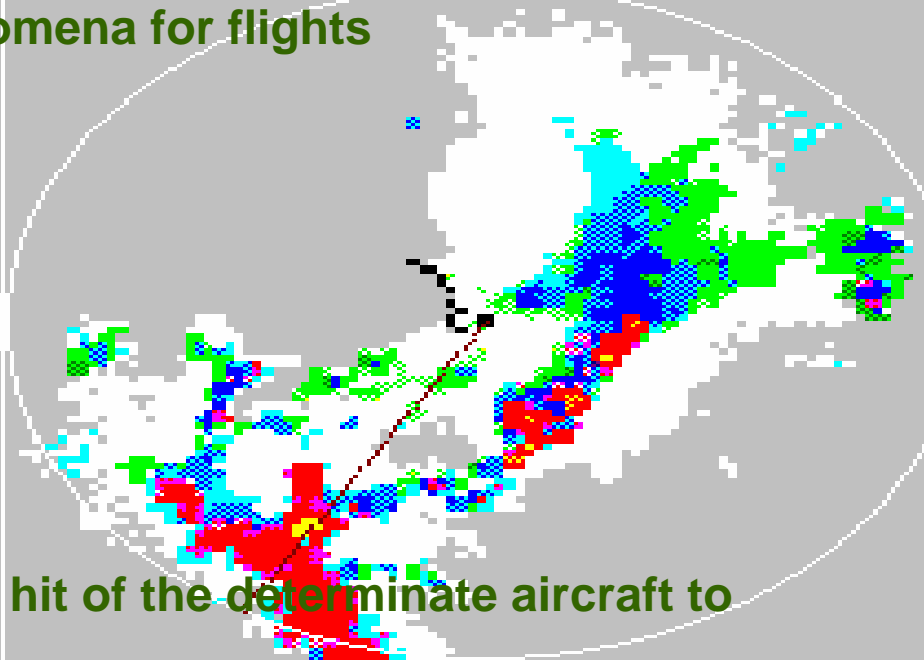 omena for flights
hit of the determinate aircraft to